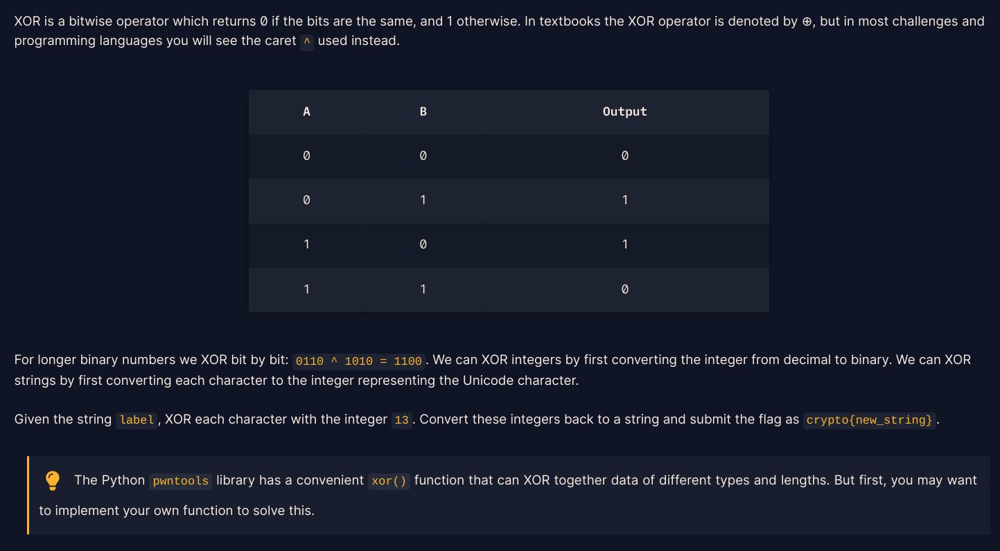 XOR is a bitwise operator which returns 0 if the bits are the same, and 1 otherwise. In textbooks the XOR operator is denoted by ⊕, but in most challenges and
programming languages you will see the caret ^ used instead.
A B Output
0 0 0
0 1 1
1 0 1
1 1 0
For longer binary numbers we XOR bit by bit: 0110 ^ 1010 = 1100. We can XOR integers by first converting the integer from decimal to binary. We can XOR
strings by first converting each character to the integer representing the Unicode character.
Given the string label, XOR each character with the integer 13. Convert these integers back to a string and submit the flag as crypto{new_string}.
The Python pwntools library has a convenient xor() function that can XOR together data of different types and lengths. But first, you may want
to implement your own function to solve this.